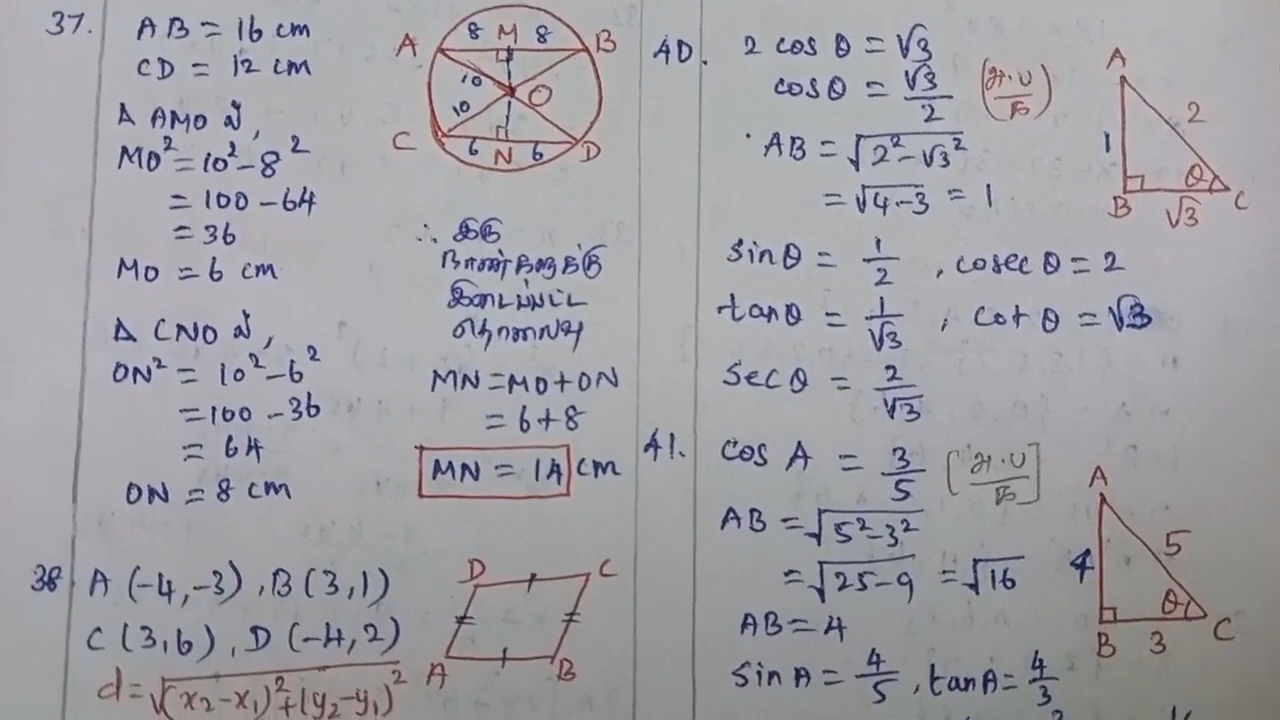 37. AB = 16 cm
CD = 12 cm
Δ AMO ல்,
MO² = 10² - 8²
= 100 - 64
= 36
MO = 6 cm
Δ CNO ல்,
ON² = 10² - 6²
= 100 - 36
= 64
ON = 8 cm
A 8 M 8 B
10 O
10
C 6 N 6 D
∴ இரு
நாண்களுக்கு
இடைப்பட்ட
தொலைவு
MN = MO + ON
= 6 + 8
MN = 14 cm
38 A (-4, -3), B (3, 1)
C (3, 6), D (-4, 2)
d = √(x₂-x₁)²+(y₂-y₁)²
D C
A B
40. 2 cos θ = √3
cos θ = √3/2 (அ.ப/க)
AB = √2² - √3²
= √4-3 = 1
sin θ = 1/2, cosec θ = 2
tan θ = 1/√3, cot θ = √3
sec θ = 2/√3
A
1 2
θ
B √3 C
41. cos A = 3/5 [அ.ப/க]
AB = √5²-3²
= √25-9 = √16
AB = 4
sin A = 4/5, tan A = 4/3
A
4 5
θ
B 3 C